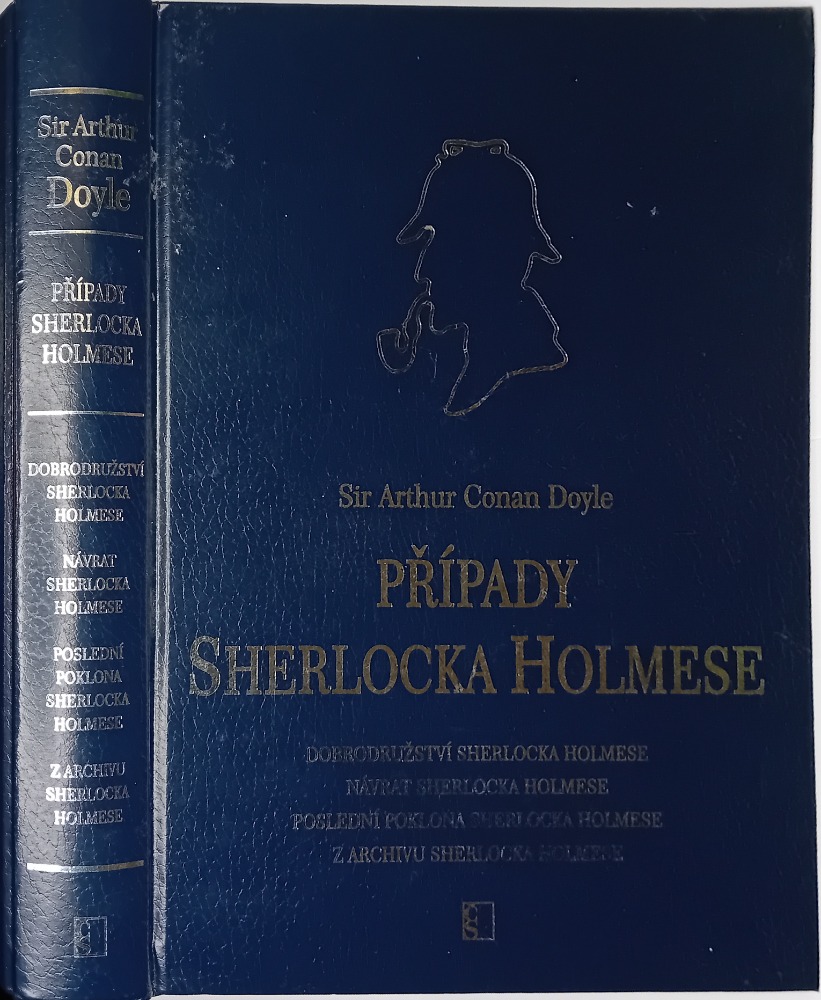 Sir Arthur
Conan
Doyle
PŘÍPADY
SHERLOCKA
HOLMESE
DOBRODRUŽSTVÍ
SHERLOCKA
HOLMESE
NÁVRAT
SHERLOCKA
HOLMESE
POSLEDNÍ
POKLONA
SHERLOCKA
HOLMESE
Z ARCHIVU
SHERLOCKA
HOLMESE
ČS
Sir Arthur Conan Doyle
PŘÍPADY
SHERLOCKA HOLMESE
DOBRODRUŽSTVÍ SHERLOCKA HOLMESE
NÁVRAT SHERLOCKA HOLMESE
POSLEDNÍ POKLONA SHERLOCKA HOLMESE
Z ARCHIVU SHERLOCKA HOLMESE
ČS